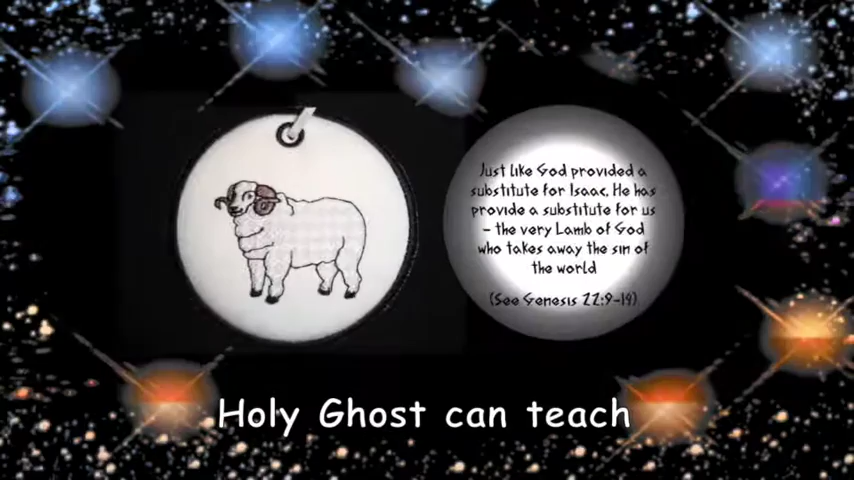 Just like God provided a
substitute for Isaac, He has
provide a substitute for us
– the very Lamb of God
who takes away the sin of
the world
(See Genesis 22:9-19)
Holy Ghost can teach